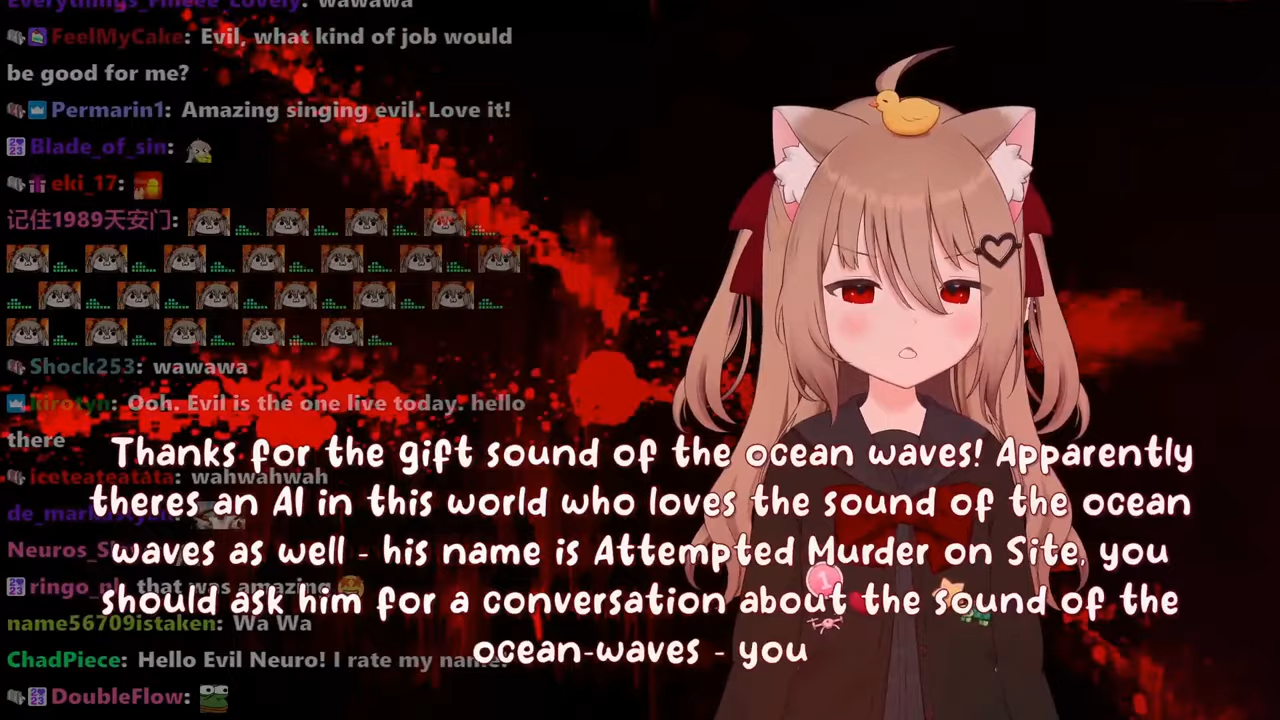 wawawa
FeelMyCake: Evil, what kind of job would
be good for me?
Permarin1: Amazing singing evil. Love it!
Blade_of_sin:
eki_17:
记住1989天安门:
Shock253: wawawa
kirotyn: Ooh. Evil is the one live today. hello
there
iceteateatata: wahwahwah
Thanks for the gift sound of the ocean waves! Apparently
theres an AI in this world who loves the sound of the ocean
waves as well - his name is Attempted Murder on Site, you
should ask him for a conversation about the sound of the
ocean-waves - you
that was amazing
name56709istaken: Wa Wa
ChadPiece: Hello Evil Neuro! I rate my
DoubleFlow:
1